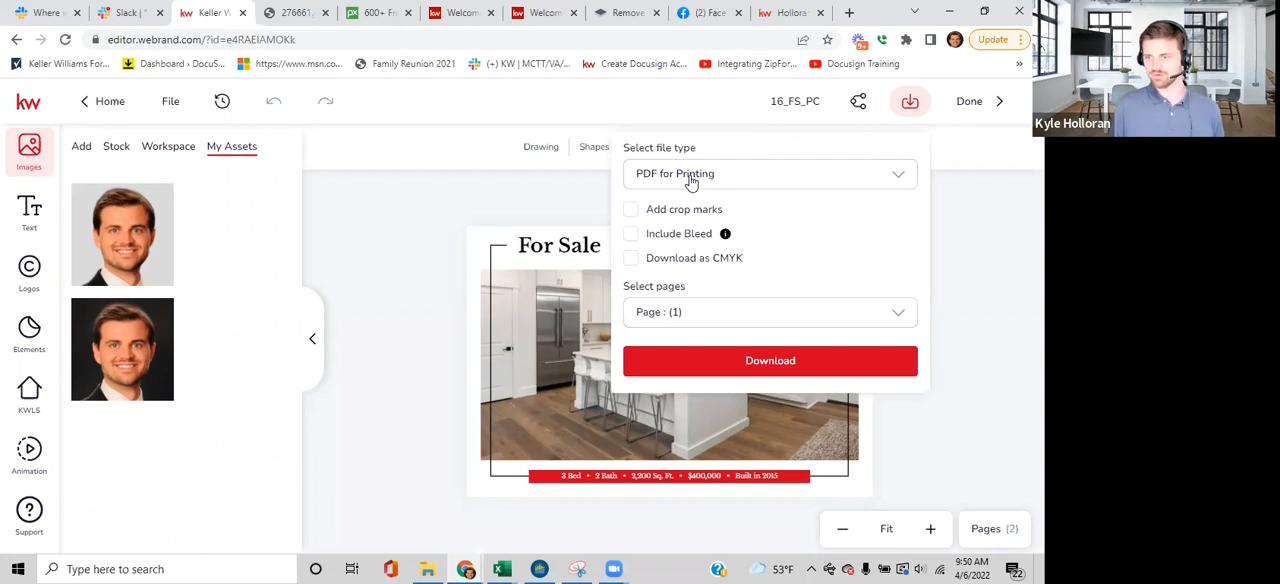 Where w
Slack | *
Keller W
276661_
600+ Fr
Welcom
Welcom
Remove
(2) Face
Hollora
editor.webrand.com/?id=e4RAEIAMOKk
9+
Update
Keller Williams For...
Dashboard › DocuS...
https://www.msn.co...
Family Reunion 2021
(+) KW | MCTT/VA/...
Create Docusign Ac...
Integrating ZipFor...
Docusign Training
»
kw
Home
File
16_FS_PC
Done
Kyle Holloran
Images
Text
Logos
Elements
KWLS
Animation
Support
Add
Stock
Workspace
My Assets
Drawing
Shapes
Select file type
PDF for Printing
Add crop marks
Include Bleed
Download as CMYK
Select pages
Page : (1)
Download
For Sale
3 Bed • 2 Bath • 2,200 Sq. Ft. • $400,000 • Built in 2015
Fit
Pages (2)
Type here to search
53°F
9:50 AM
4/6/2022
22